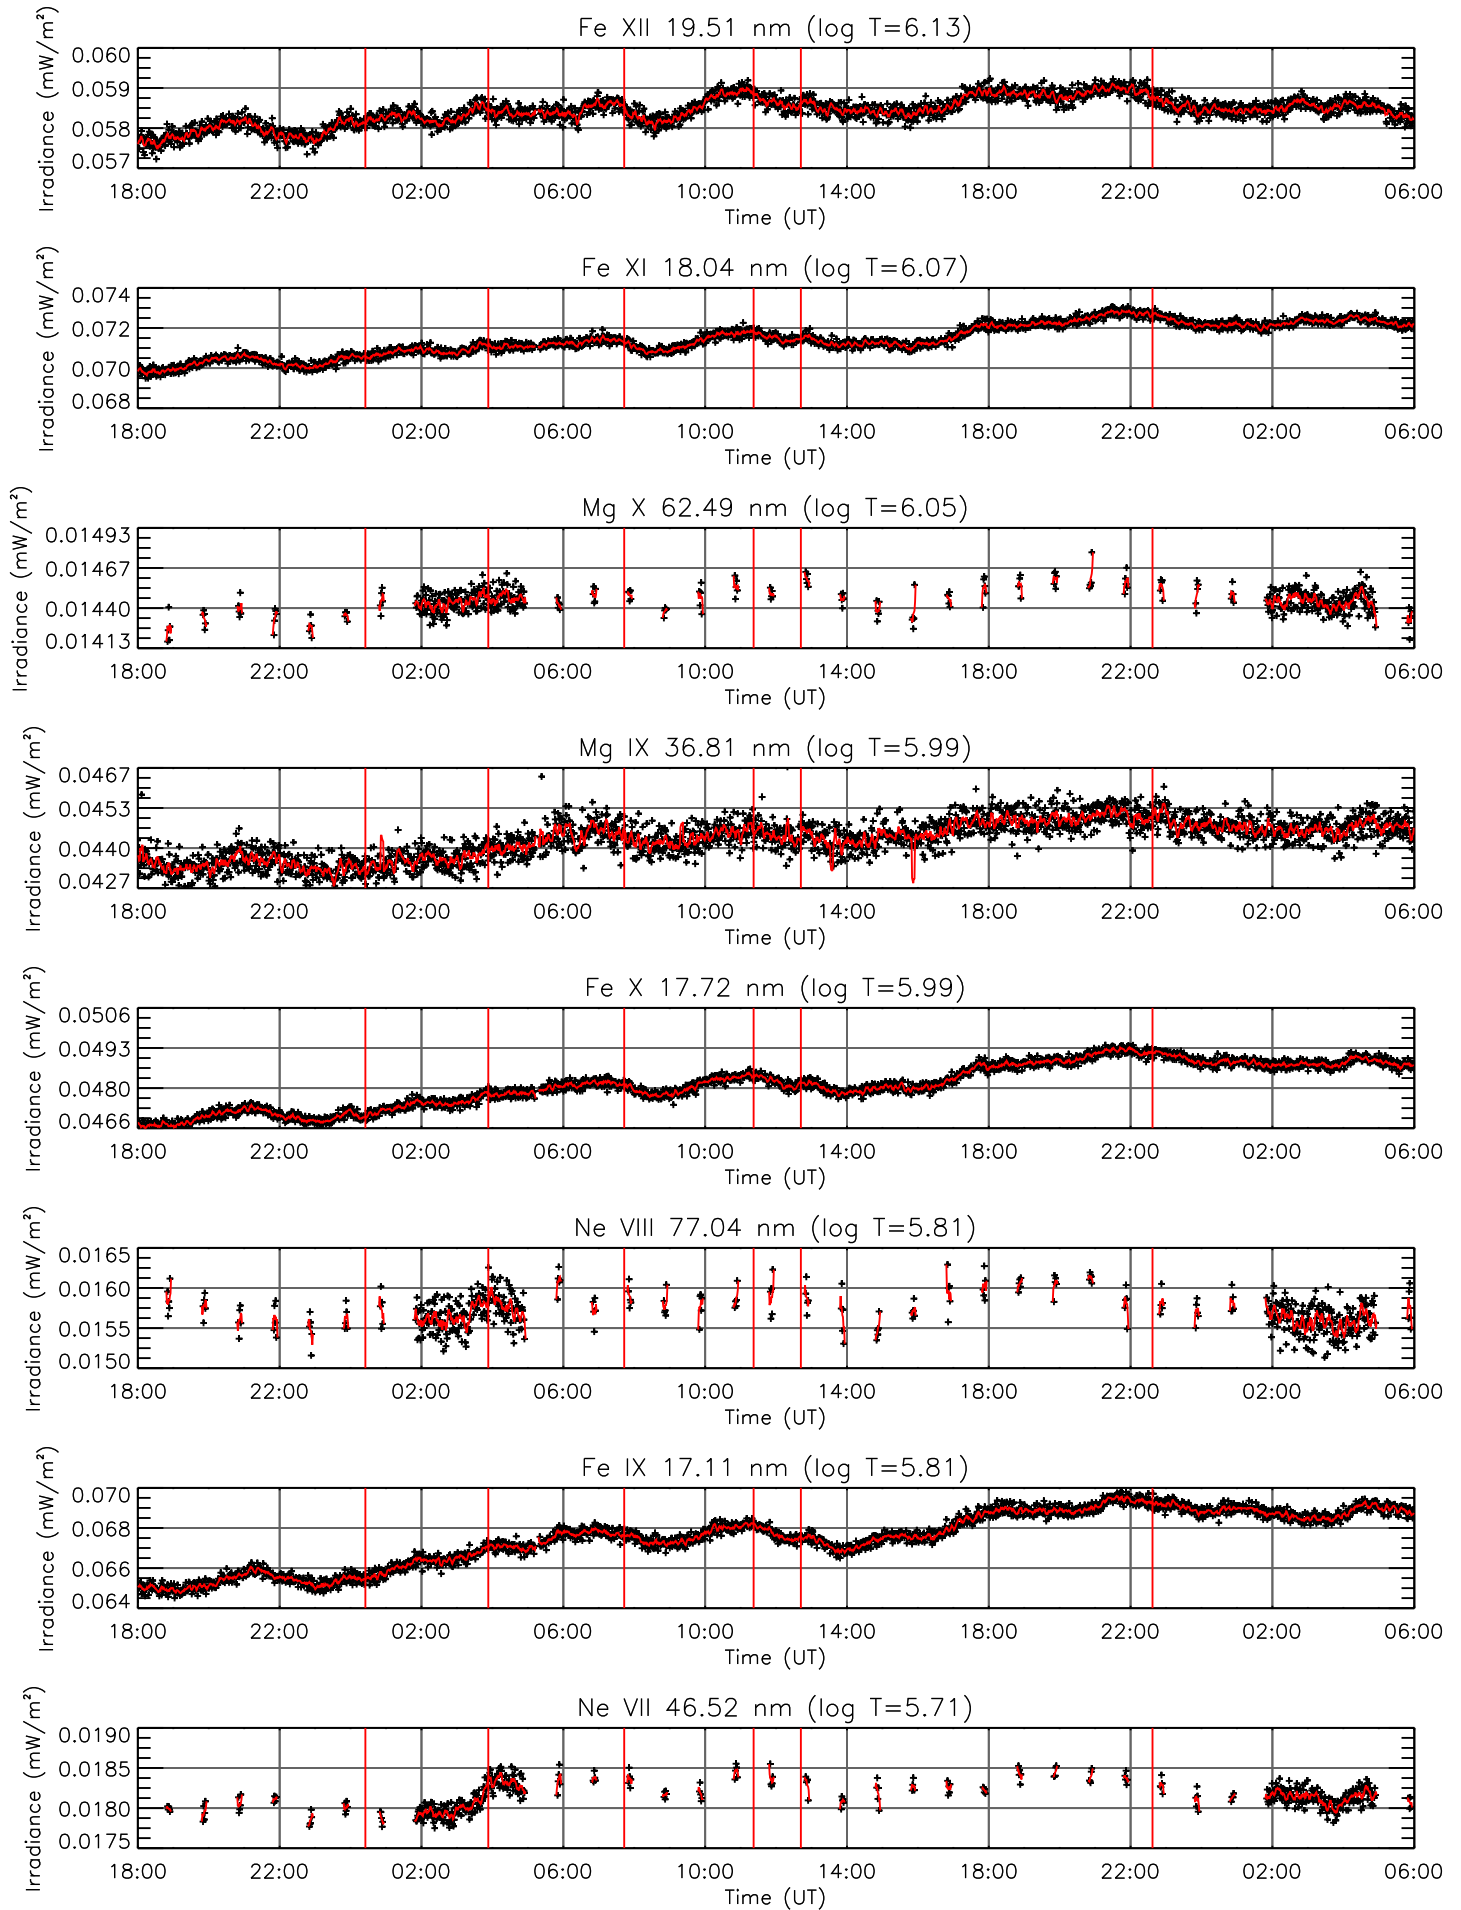 Fe XII 19.51 nm (log T=6.13)
Irradiance (mW/m²)
0.060
0.059
0.058
0.057
18:00 22:00 02:00 06:00 10:00 14:00 18:00 22:00 02:00 06:00
Time (UT)
Fe XI 18.04 nm (log T=6.07)
Irradiance (mW/m²)
0.074
0.072
0.070
0.068
18:00 22:00 02:00 06:00 10:00 14:00 18:00 22:00 02:00 06:00
Time (UT)
Mg X 62.49 nm (log T=6.05)
Irradiance (mW/m²)
0.01493
0.01467
0.01440
0.01413
18:00 22:00 02:00 06:00 10:00 14:00 18:00 22:00 02:00 06:00
Time (UT)
Mg IX 36.81 nm (log T=5.99)
Irradiance (mW/m²)
0.0467
0.0453
0.0440
0.0427
18:00 22:00 02:00 06:00 10:00 14:00 18:00 22:00 02:00 06:00
Time (UT)
Fe X 17.72 nm (log T=5.99)
Irradiance (mW/m²)
0.0506
0.0493
0.0480
0.0466
18:00 22:00 02:00 06:00 10:00 14:00 18:00 22:00 02:00 06:00
Time (UT)
Ne VIII 77.04 nm (log T=5.81)
Irradiance (mW/m²)
0.0165
0.0160
0.0155
0.0150
18:00 22:00 02:00 06:00 10:00 14:00 18:00 22:00 02:00 06:00
Time (UT)
Fe IX 17.11 nm (log T=5.81)
Irradiance (mW/m²)
0.070
0.068
0.066
0.064
18:00 22:00 02:00 06:00 10:00 14:00 18:00 22:00 02:00 06:00
Time (UT)
Ne VII 46.52 nm (log T=5.71)
Irradiance (mW/m²)
0.0190
0.0185
0.0180
0.0175
18:00 22:00 02:00 06:00 10:00 14:00 18:00 22:00 02:00 06:00
Time (UT)